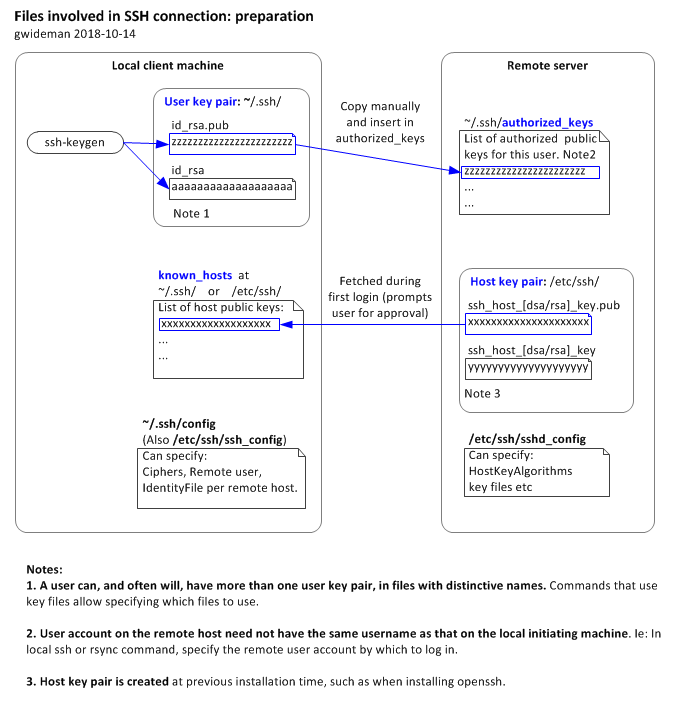 Files involved in SSH connection: preparation
gwideman 2018-10-14
Local client machine
User key pair: ~/.ssh/
id_rsa.pub
zzzzzzzzzzzzzzzzzzzzzzz
ssh-keygen
id_rsa
aaaaaaaaaaaaaaaaaaa
Note 1
Copy manually
and insert in
authorized_keys
Remote server
~/.ssh/authorized_keys
List of authorized public
keys for this user. Note2
zzzzzzzzzzzzzzzzzzzzzzz
...
...
known_hosts at
~/.ssh/ or /etc/ssh/
List of host public keys:
xxxxxxxxxxxxxxxxxxx
...
...
Fetched during
first login (prompts
user for approval)
Host key pair: /etc/ssh/
ssh_host_[dsa/rsa]_key.pub
xxxxxxxxxxxxxxxxxxxxx
ssh_host_[dsa/rsa]_key
yyyyyyyyyyyyyyyyyyyy
Note 3
~/.ssh/config
(Also /etc/ssh/ssh_config)
Can specify:
Ciphers, Remote user,
IdentityFile per remote host.
/etc/ssh/sshd_config
Can specify:
HostKeyAlgorithms
key files etc
Notes:
1. A user can, and often will, have more than one user key pair, in files with distinctive names. Commands that use
key files allow specifying which files to use.
2. User account on the remote host need not have the same username as that on the local initiating machine. Ie: In
local ssh or rsync command, specify the remote user account by which to log in.
3. Host key pair is created at previous installation time, such as when installing openssh.